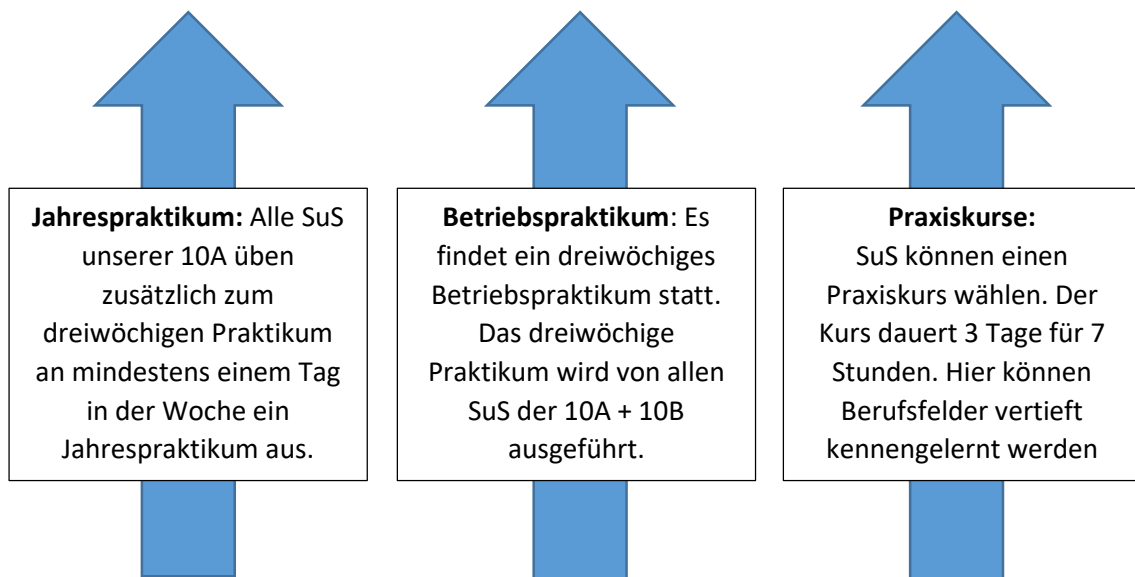 Jahrespraktikum: Alle SuS
unserer 10A üben
zusätzlich zum
dreiwöchigen Praktikum
an mindestens einem Tag
in der Woche ein
Jahrespraktikum aus.
Betriebspraktikum: Es
findet ein dreiwöchiges
Betriebspraktikum statt.
Das dreiwöchige
Praktikum wird von allen
SuS der 10A + 10B
ausgeführt.
Praxiskurse:
SuS können einen
Praxiskurs wählen. Der
Kurs dauert 3 Tage für 7
Stunden. Hier können
Berufsfelder vertieft
kennengelernt werden